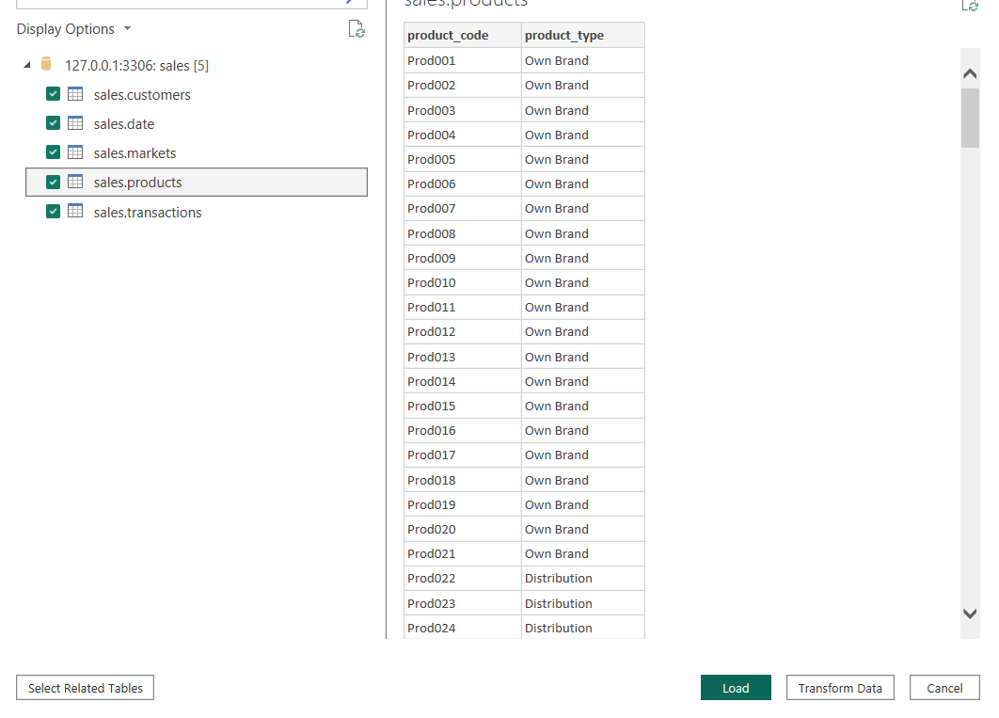 sales.products
Display Options
127.0.0.1:3306: sales [5]
sales.customers
sales.date
sales.markets
sales.products
sales.transactions
product_code product_type
Prod001 Own Brand
Prod002 Own Brand
Prod003 Own Brand
Prod004 Own Brand
Prod005 Own Brand
Prod006 Own Brand
Prod007 Own Brand
Prod008 Own Brand
Prod009 Own Brand
Prod010 Own Brand
Prod011 Own Brand
Prod012 Own Brand
Prod013 Own Brand
Prod014 Own Brand
Prod015 Own Brand
Prod016 Own Brand
Prod017 Own Brand
Prod018 Own Brand
Prod019 Own Brand
Prod020 Own Brand
Prod021 Own Brand
Prod022 Distribution
Prod023 Distribution
Prod024 Distribution
Select Related Tables
Load
Transform Data
Cancel